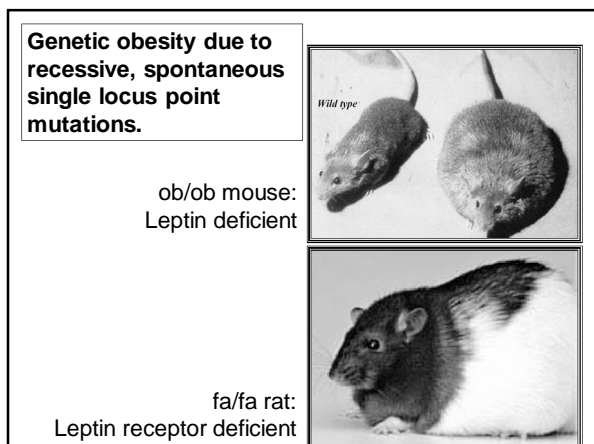 Genetic obesity due to
recessive, spontaneous
single locus point
mutations.
Wild type
ob/ob mouse:
Leptin deficient
fa/fa rat:
Leptin receptor deficient